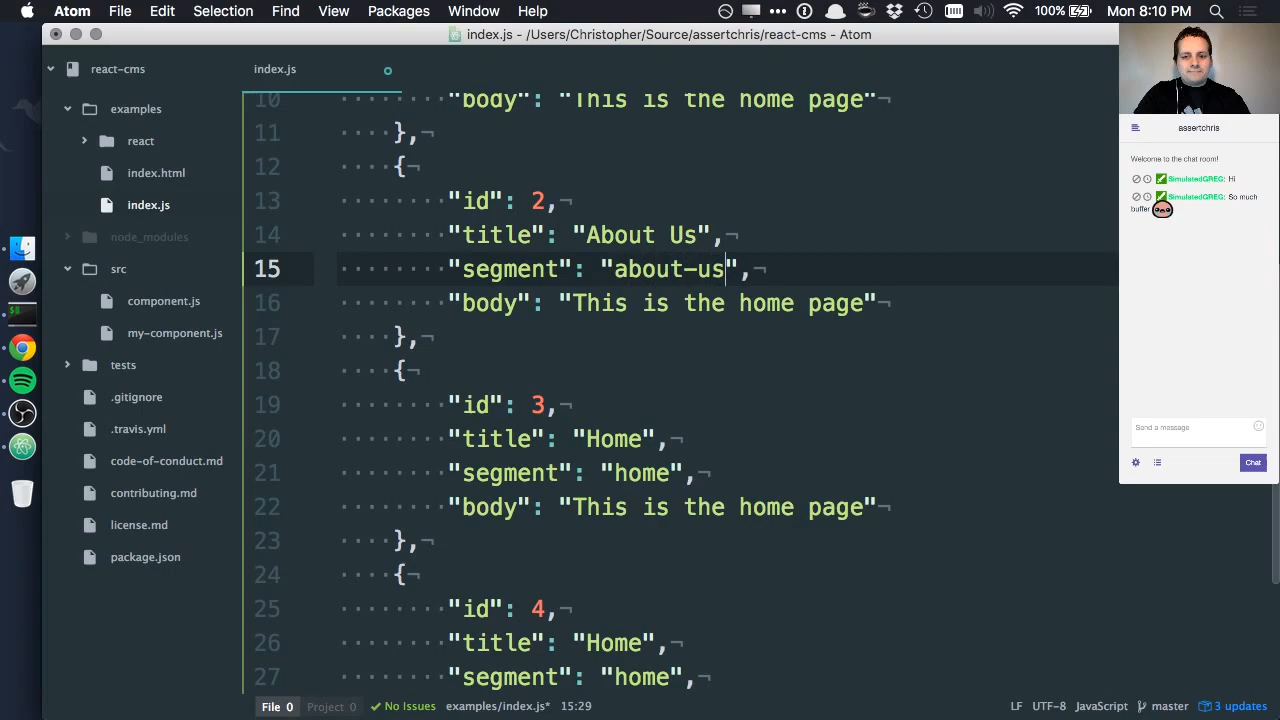 Atom File Edit View Selection Find Packages Window Help 100% Mon 8:10 PM
index.js - /Users/Christopher/Source/assertchris/react-cms - Atom
react-cms
examples
react
index.html
index.js
node_modules
src
component.js
my-component.js
tests
.gitignore
.travis.yml
code-of-conduct.md
contributing.md
license.md
package.json
index.js
10 ········"body": "This is the home page"¬
11 ····},¬
12 ····{¬
13 ········"id": 2,¬
14 ········"title": "About Us",¬
15 ········"segment": "about-us",¬
16 ········"body": "This is the home page"¬
17 ····},¬
18 ····{¬
19 ········"id": 3,¬
20 ········"title": "Home",¬
21 ········"segment": "home",¬
22 ········"body": "This is the home page"¬
23 ····},¬
24 ····{¬
25 ········"id": 4,¬
26 ········"title": "Home",¬
27 ········"segment": "home",¬
File 0 Project 0 No Issues examples/index.js* 15:29 LF UTF-8 JavaScript master 3 updates
assertchris
Welcome to the chat room!
SimulatedGREG: Hi
SimulatedGREG: So much
buffer
Send a message
Chat